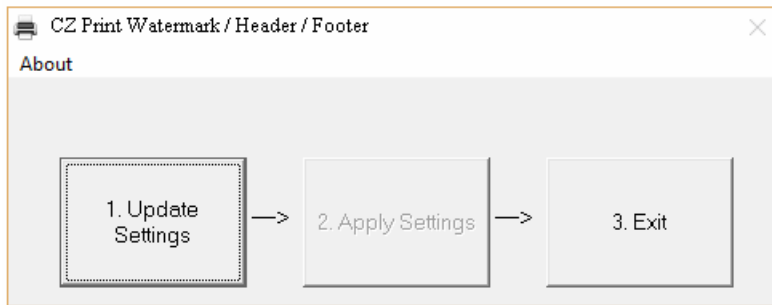 CZ Print Watermark / Header / Footer
About
1. Update
Settings
—>
2. Apply Settings
—>
3. Exit